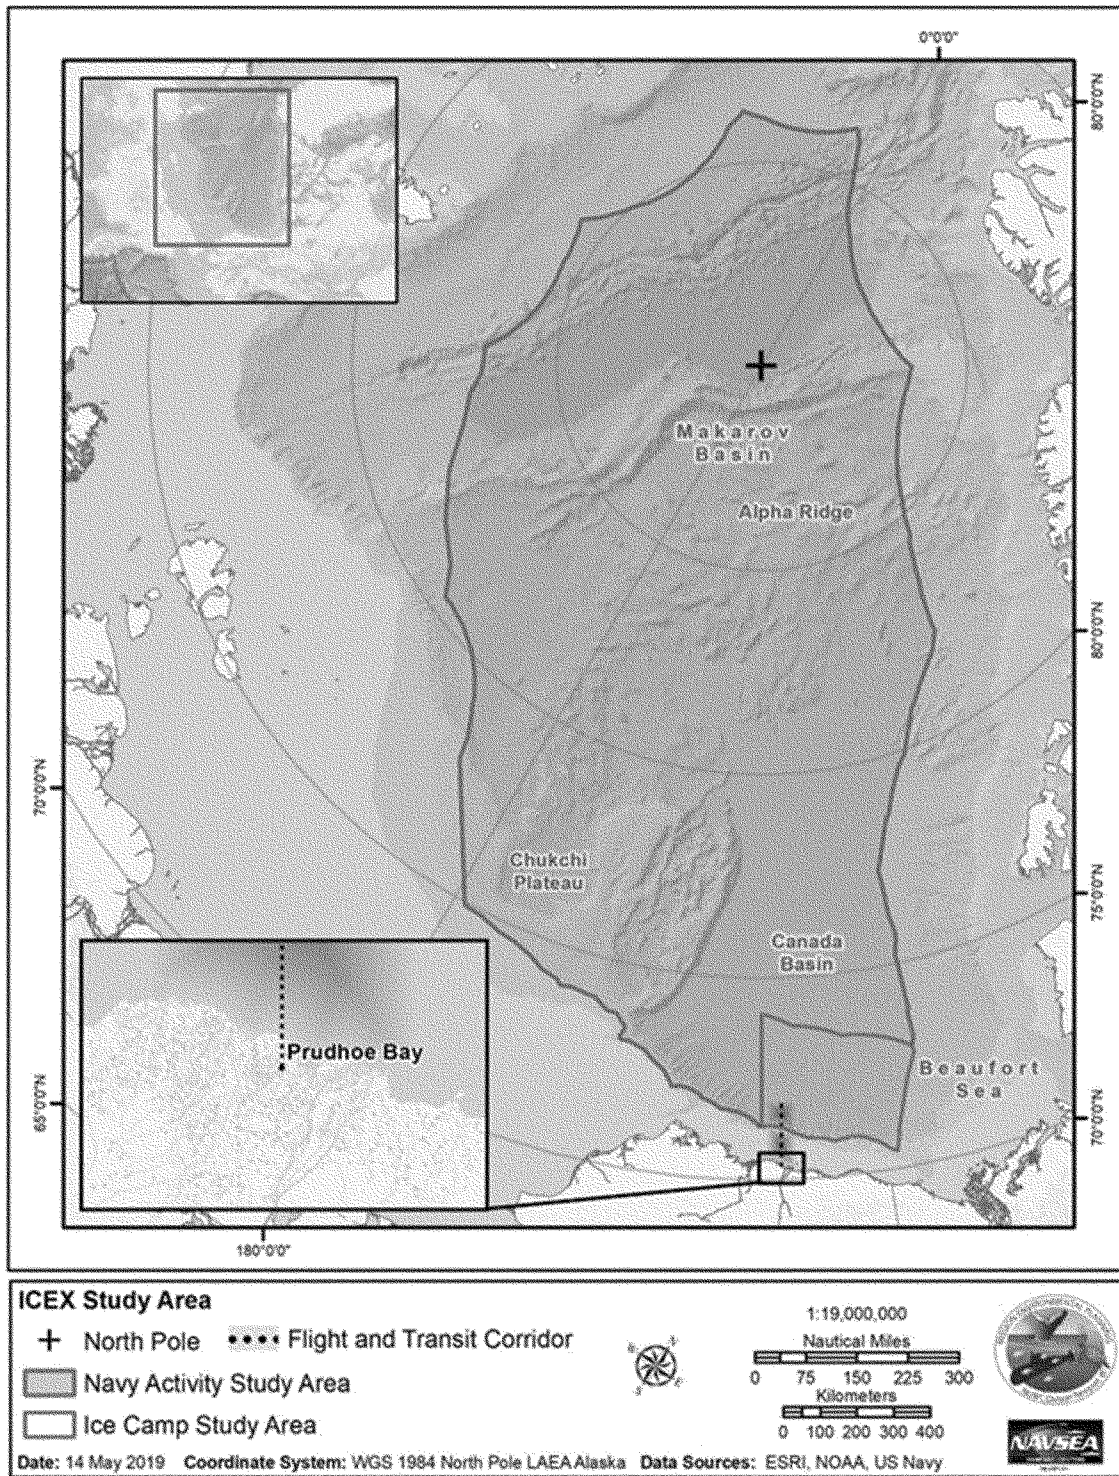 0°0'0"
80°0'0"N
Makarov
Basin
Alpha Ridge
80°0'0"N
70°0'0"N
Chukchi
Plateau
75°0'0"N
Canada
Basin
Prudhoe Bay
Beaufort
Sea
65°0'0"N
70°0'0"N
180°0'0"
ICEX Study Area
North Pole Flight and Transit Corridor
Navy Activity Study Area
Ice Camp Study Area
1:19,000,000
Nautical Miles
0 75 150 225 300
Kilometers
0 100 200 300 400
NAVSEA
Date: 14 May 2019 Coordinate System: WGS 1984 North Pole LAEA Alaska Data Sources: ESRI, NOAA, US Navy